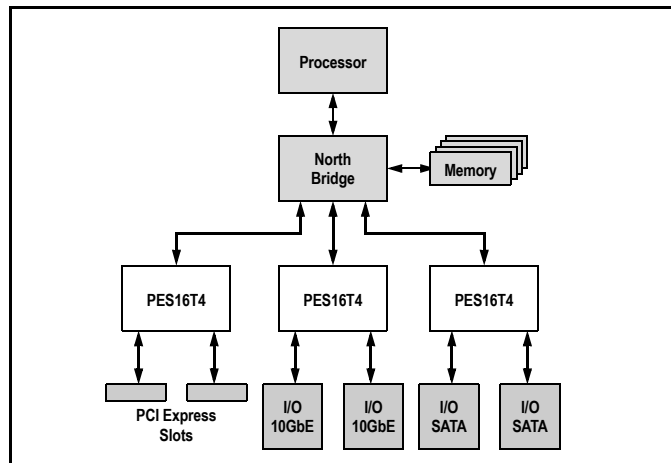 Processor
North
Bridge
Memory
PES16T4
PES16T4
PES16T4
PCI Express
Slots
I/O
10GbE
I/O
10GbE
I/O
SATA
I/O
SATA